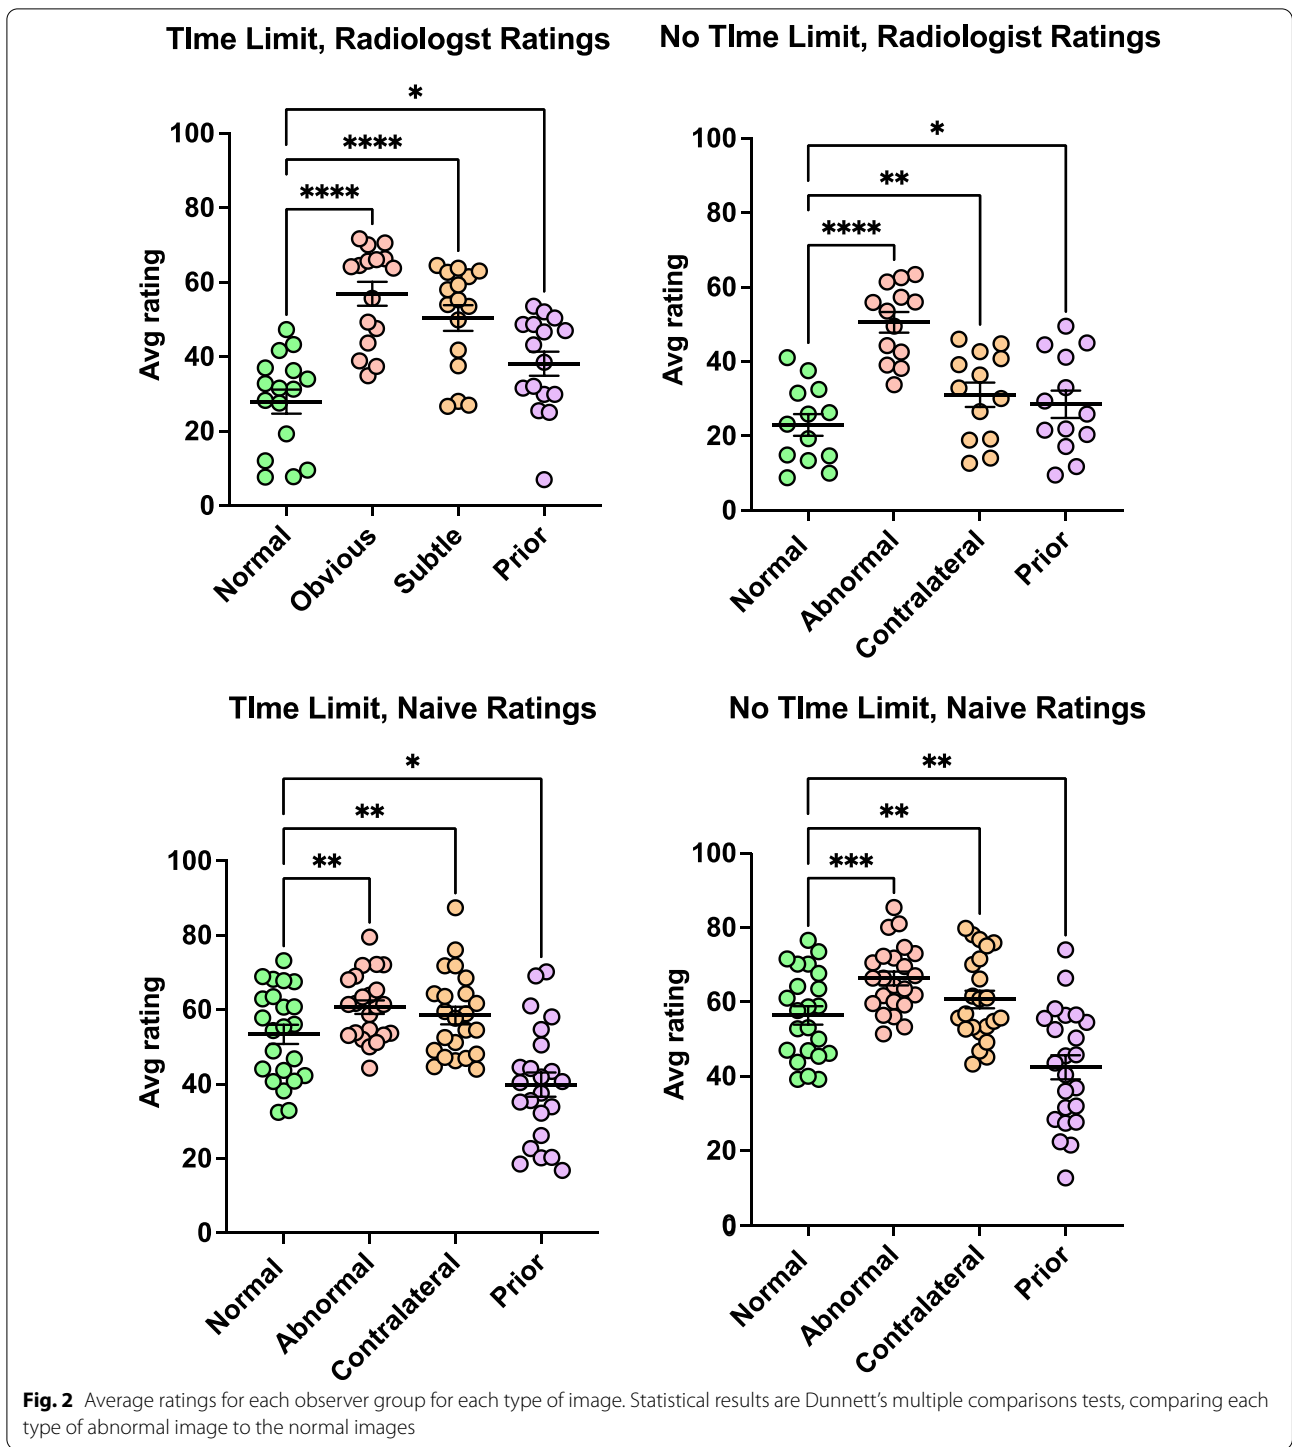 TIme Limit, Radiologst Ratings
*
****
****
100
80
60
40
20
0
Avg rating
Normal
Obvious
Subtle
Prior
No TIme Limit, Radiologist Ratings
*
**
****
100
80
60
40
20
0
Avg rating
Normal
Abnormal
Contralateral
Prior
TIme Limit, Naive Ratings
*
**
**
100
80
60
40
20
0
Avg rating
Normal
Abnormal
Contralateral
Prior
No TIme Limit, Naive Ratings
**
**
***
100
80
60
40
20
0
Avg rating
Normal
Abnormal
Contralateral
Prior
Fig. 2 Average ratings for each observer group for each type of image. Statistical results are Dunnett’s multiple comparisons tests, comparing each
type of abnormal image to the normal images